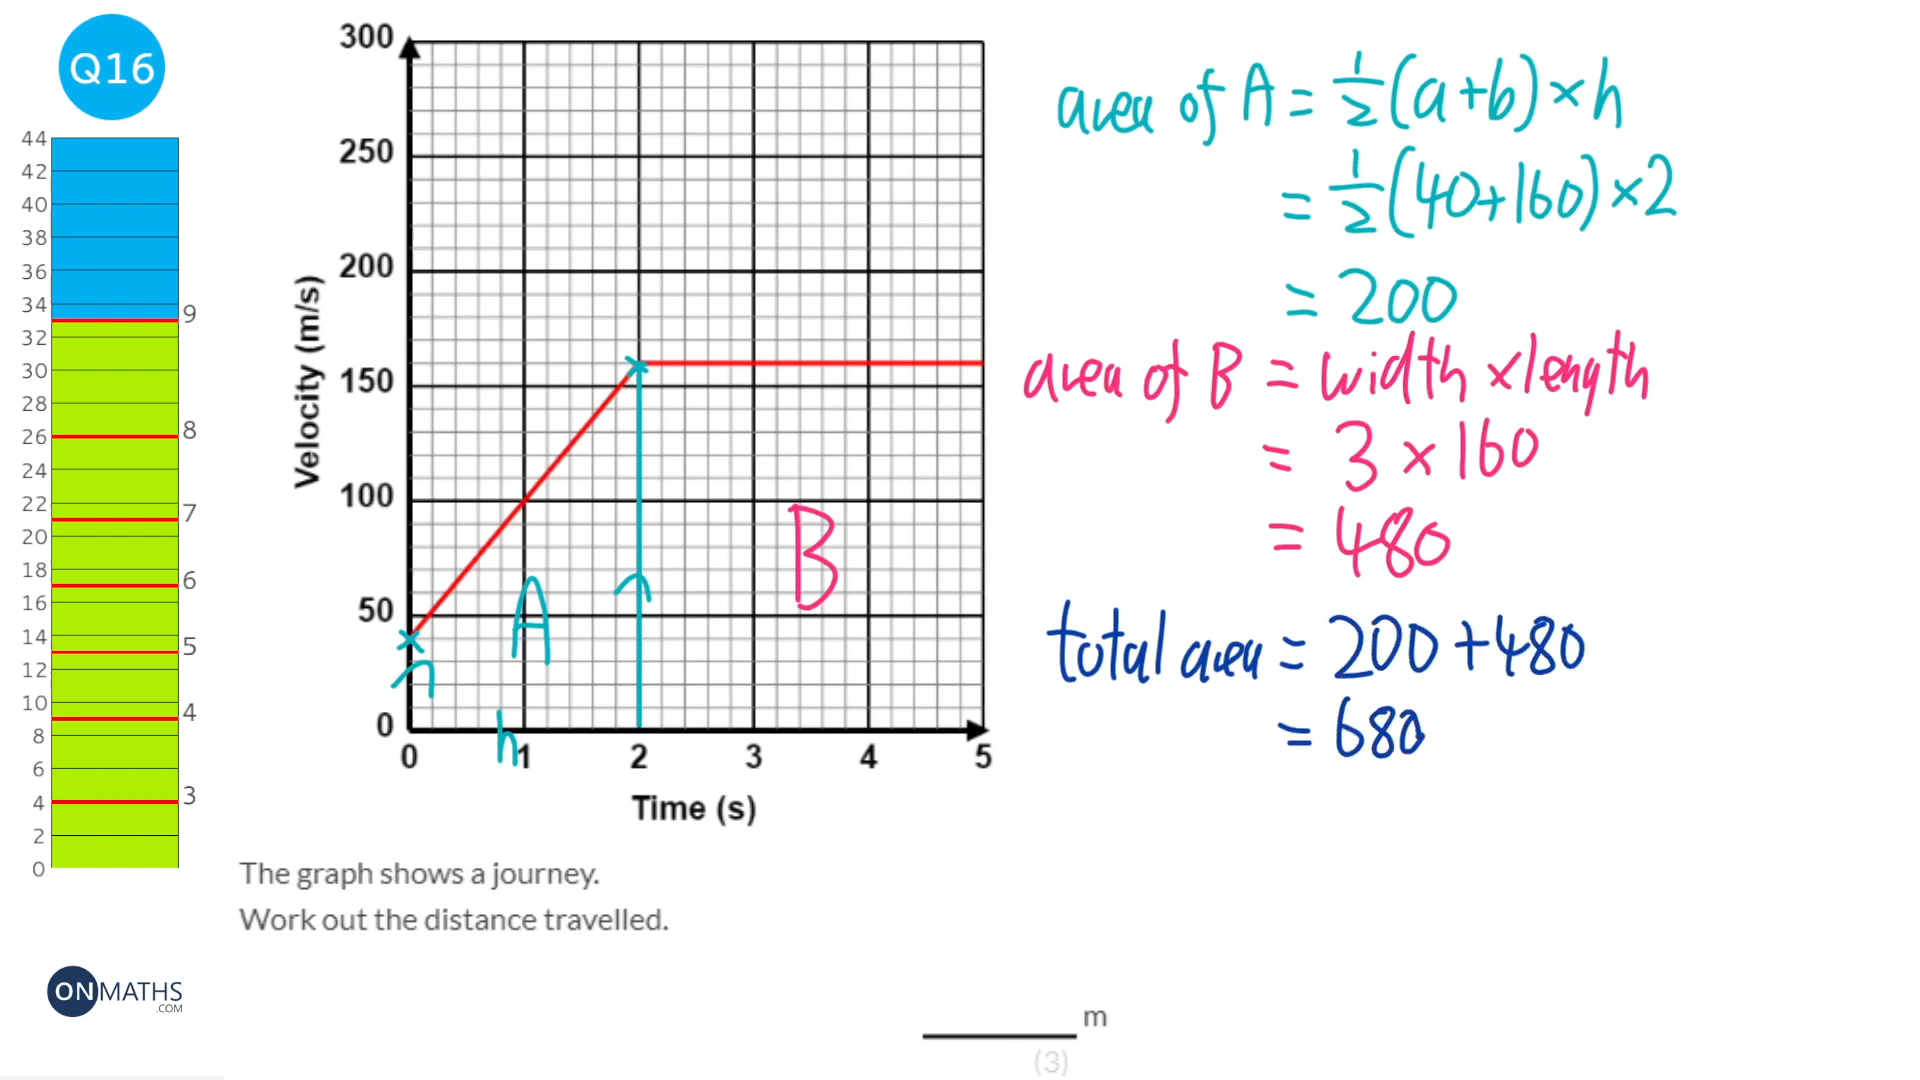 Q16
44
42
40
38
36
34
32
30
28
26
24
22
20
18
16
14
12
10
8
6
4
2
0
9
8
7
6
5
4
3
300
250
200
150
100
50
0
Velocity (m/s)
0 1 2 3 4 5
Time (s)
A
B
h
area of A = 1/2 (a+b) × h
= 1/2 (40+160) × 2
= 200
area of B = width × length
= 3 × 160
= 480
total area = 200 + 480
= 680
The graph shows a journey.
Work out the distance travelled.
m
(3)
ONMATHS
.COM